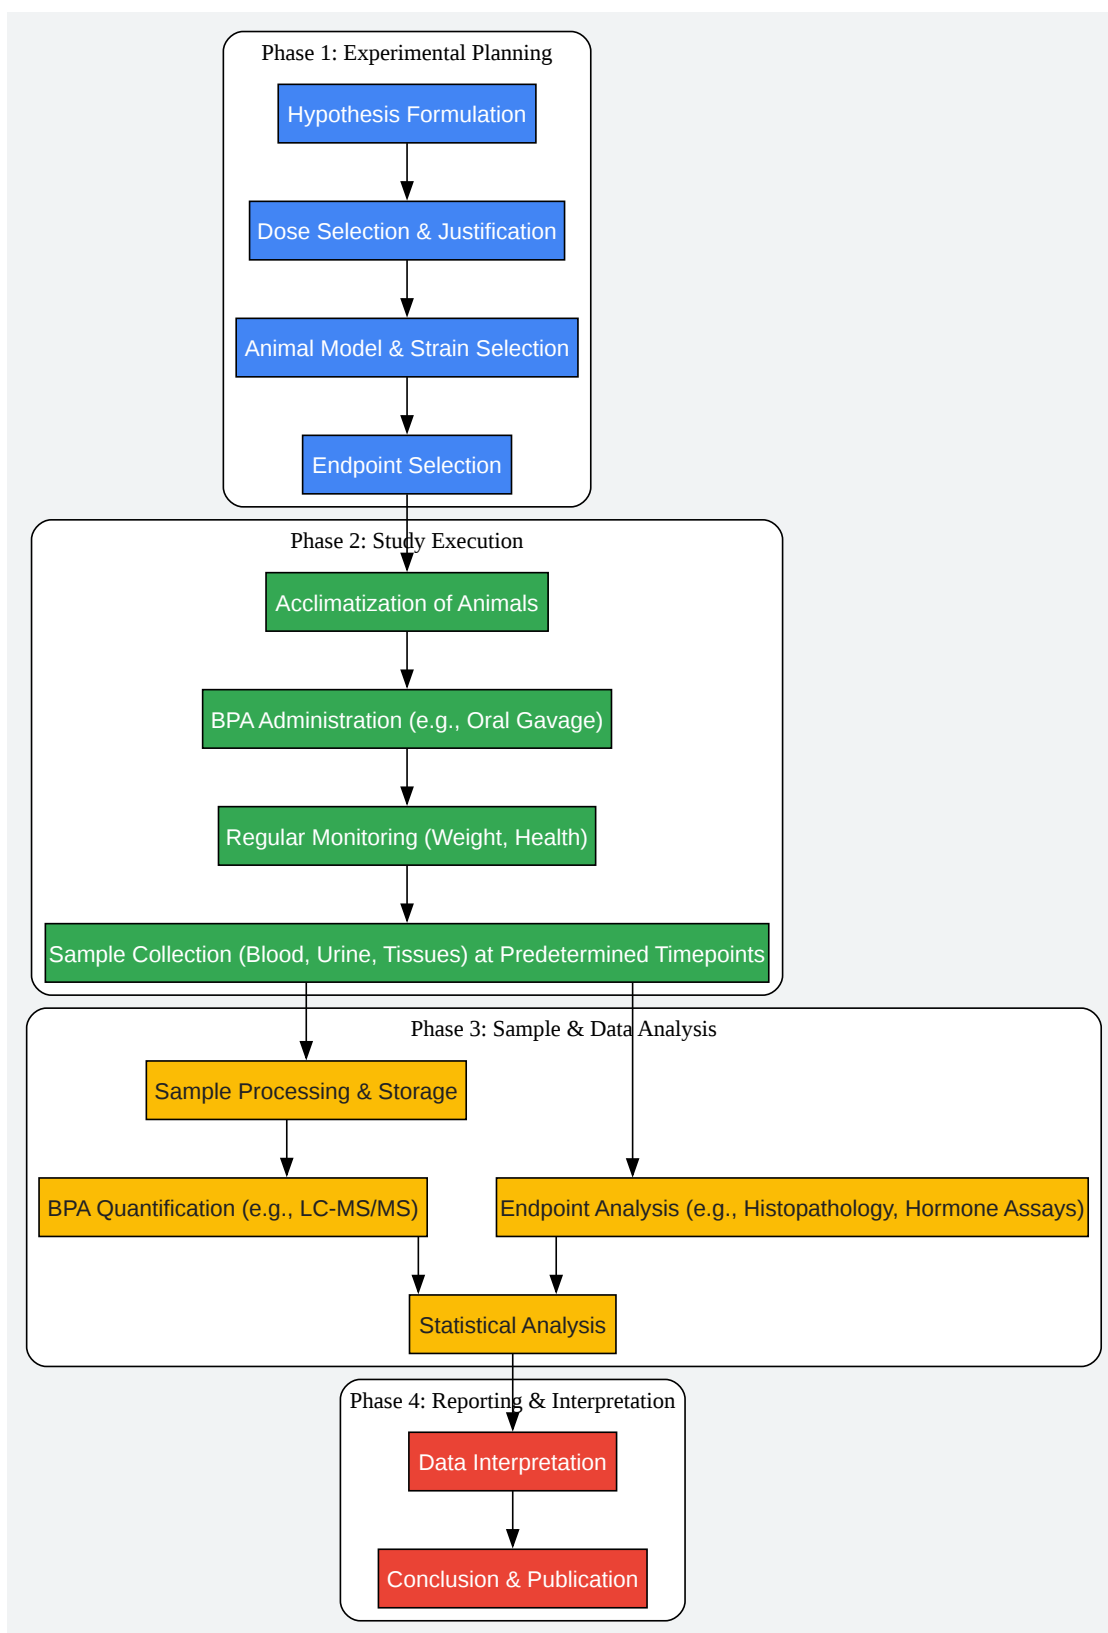 Phase 1: Experimental Planning
Hypothesis Formulation
Dose Selection & Justification
Animal Model & Strain Selection
Endpoint Selection
Phase 2: Study Execution
Acclimatization of Animals
BPA Administration (e.g., Oral Gavage)
Regular Monitoring (Weight, Health)
Sample Collection (Blood, Urine, Tissues) at Predetermined Timepoints
Phase 3: Sample & Data Analysis
Sample Processing & Storage
BPA Quantification (e.g., LC-MS/MS)
Endpoint Analysis (e.g., Histopathology, Hormone Assays)
Statistical Analysis
Phase 4: Reporting & Interpretation
Data Interpretation
Conclusion & Publication